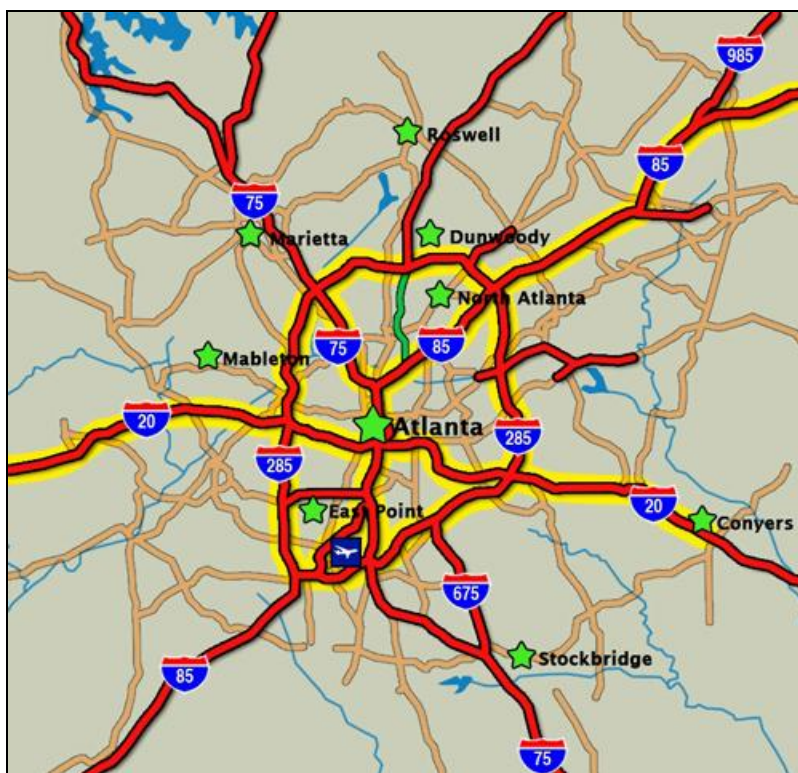 985
85
Roswell
75
Marietta
Dunwoody
North Atlanta
75
85
Mableton
20
Atlanta
285
285
20
East Point
Conyers
675
Stockbridge
85
75